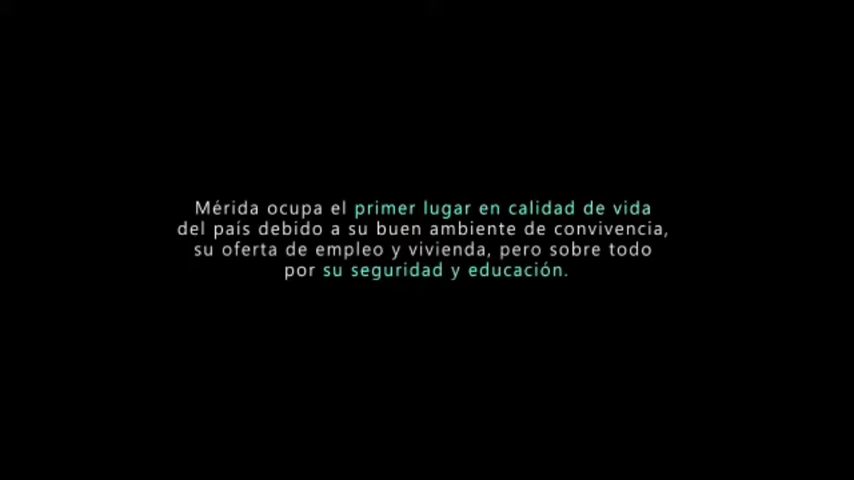 Mérida ocupa el primer lugar en calidad de vida
del país debido a su buen ambiente de convivencia,
su oferta de empleo y vivienda, pero sobre todo
por su seguridad y educación.